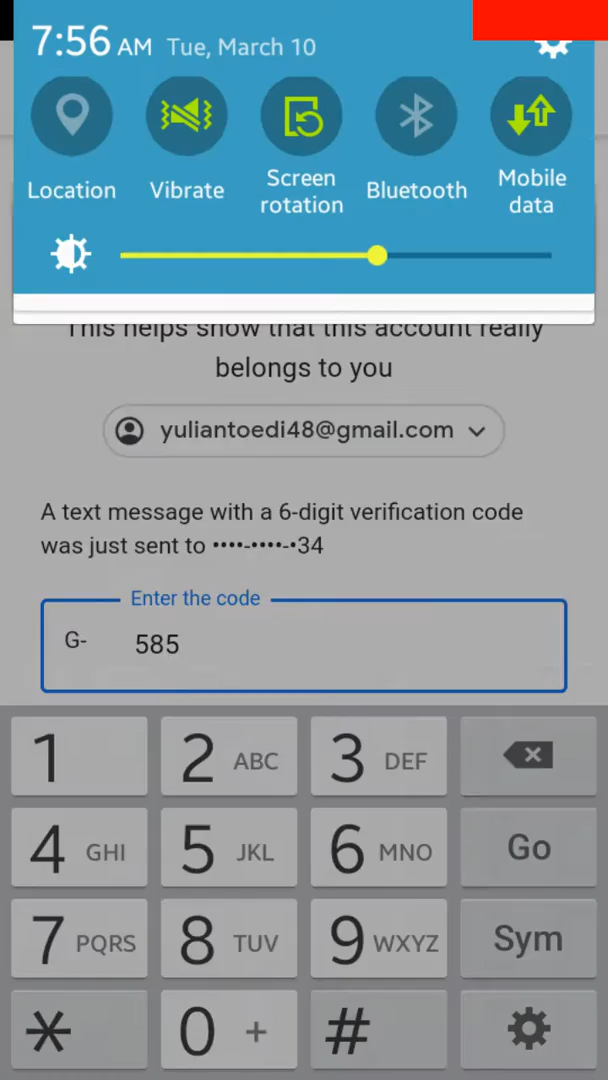 7:56 AM Tue, March 10
Location
Vibrate
Screen rotation
Bluetooth
Mobile data
This helps show that this account really
belongs to you
yuliantoedi48@gmail.com
A text message with a 6-digit verification code
was just sent to ••••-••••-•34
Enter the code
G- 585
1 2 ABC 3 DEF
4 GHI 5 JKL 6 MNO Go
7 PQRS 8 TUV 9 WXYZ Sym
* 0 + #